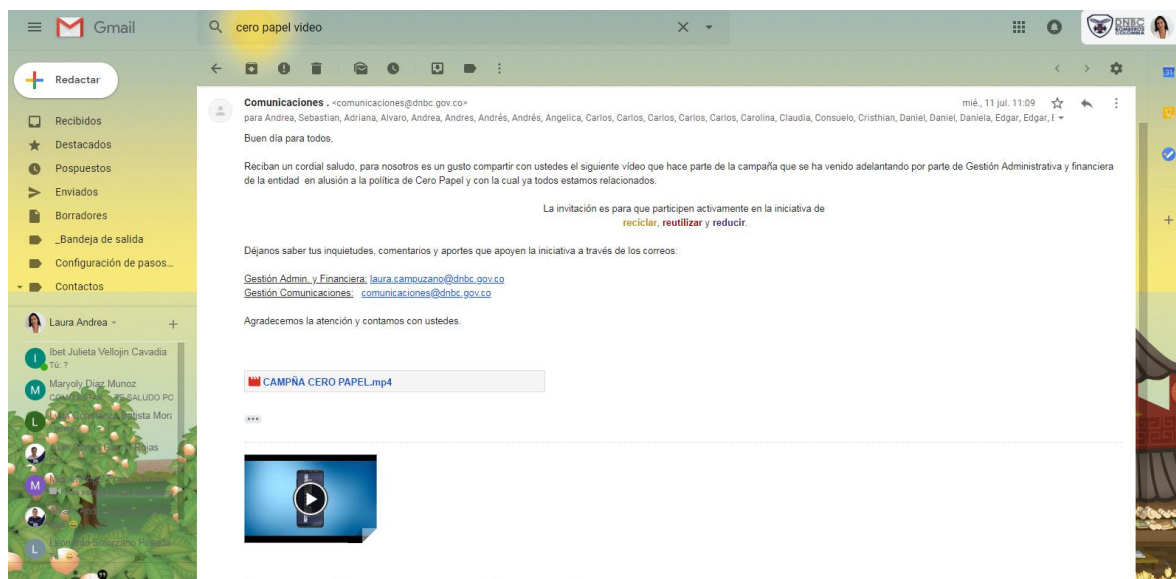 Gmail
cero papel video
DNBC
BOMBEROS
COLOMBIA
Redactar
Recibidos
Destacados
Pospuestos
Enviados
Borradores
_Bandeja de salida
Configuración de pasos...
Contactos
Laura Andrea
Ibet Julieta Vellojin Cavadia
Tú: ?
Maryoly Diaz Munoz
SALUDO PO
Comunicaciones . <comunicaciones@dnbc.gov.co>
mié., 11 jul. 11:09
para Andrea, Sebastian, Adriana, Alvaro, Andrea, Andres, Andrés, Andrés, Angelica, Carlos, Carlos, Carlos, Carlos, Carlos, Carolina, Claudia, Consuelo, Cristhian, Daniel, Daniel, Daniela, Edgar, Edgar, E
Buen día para todos,
Reciban un cordial saludo, para nosotros es un gusto compartir con ustedes el siguiente vídeo que hace parte de la campaña que se ha venido adelantando por parte de Gestión Administrativa y financiera
de la entidad en alusión a la política de Cero Papel y con la cual ya todos estamos relacionados.
La invitación es para que participen activamente en la iniciativa de
reciclar, reutilizar y reducir.
Déjanos saber tus inquietudes, comentarios y aportes que apoyen la iniciativa a través de los correos:
Gestión Admin. y Financiera: laura.campuzano@dnbc.gov.co
Gestión Comunicaciones: comunicaciones@dnbc.gov.co
Agradecemos la atención y contamos con ustedes.
CAMPÑA CERO PAPEL.mp4